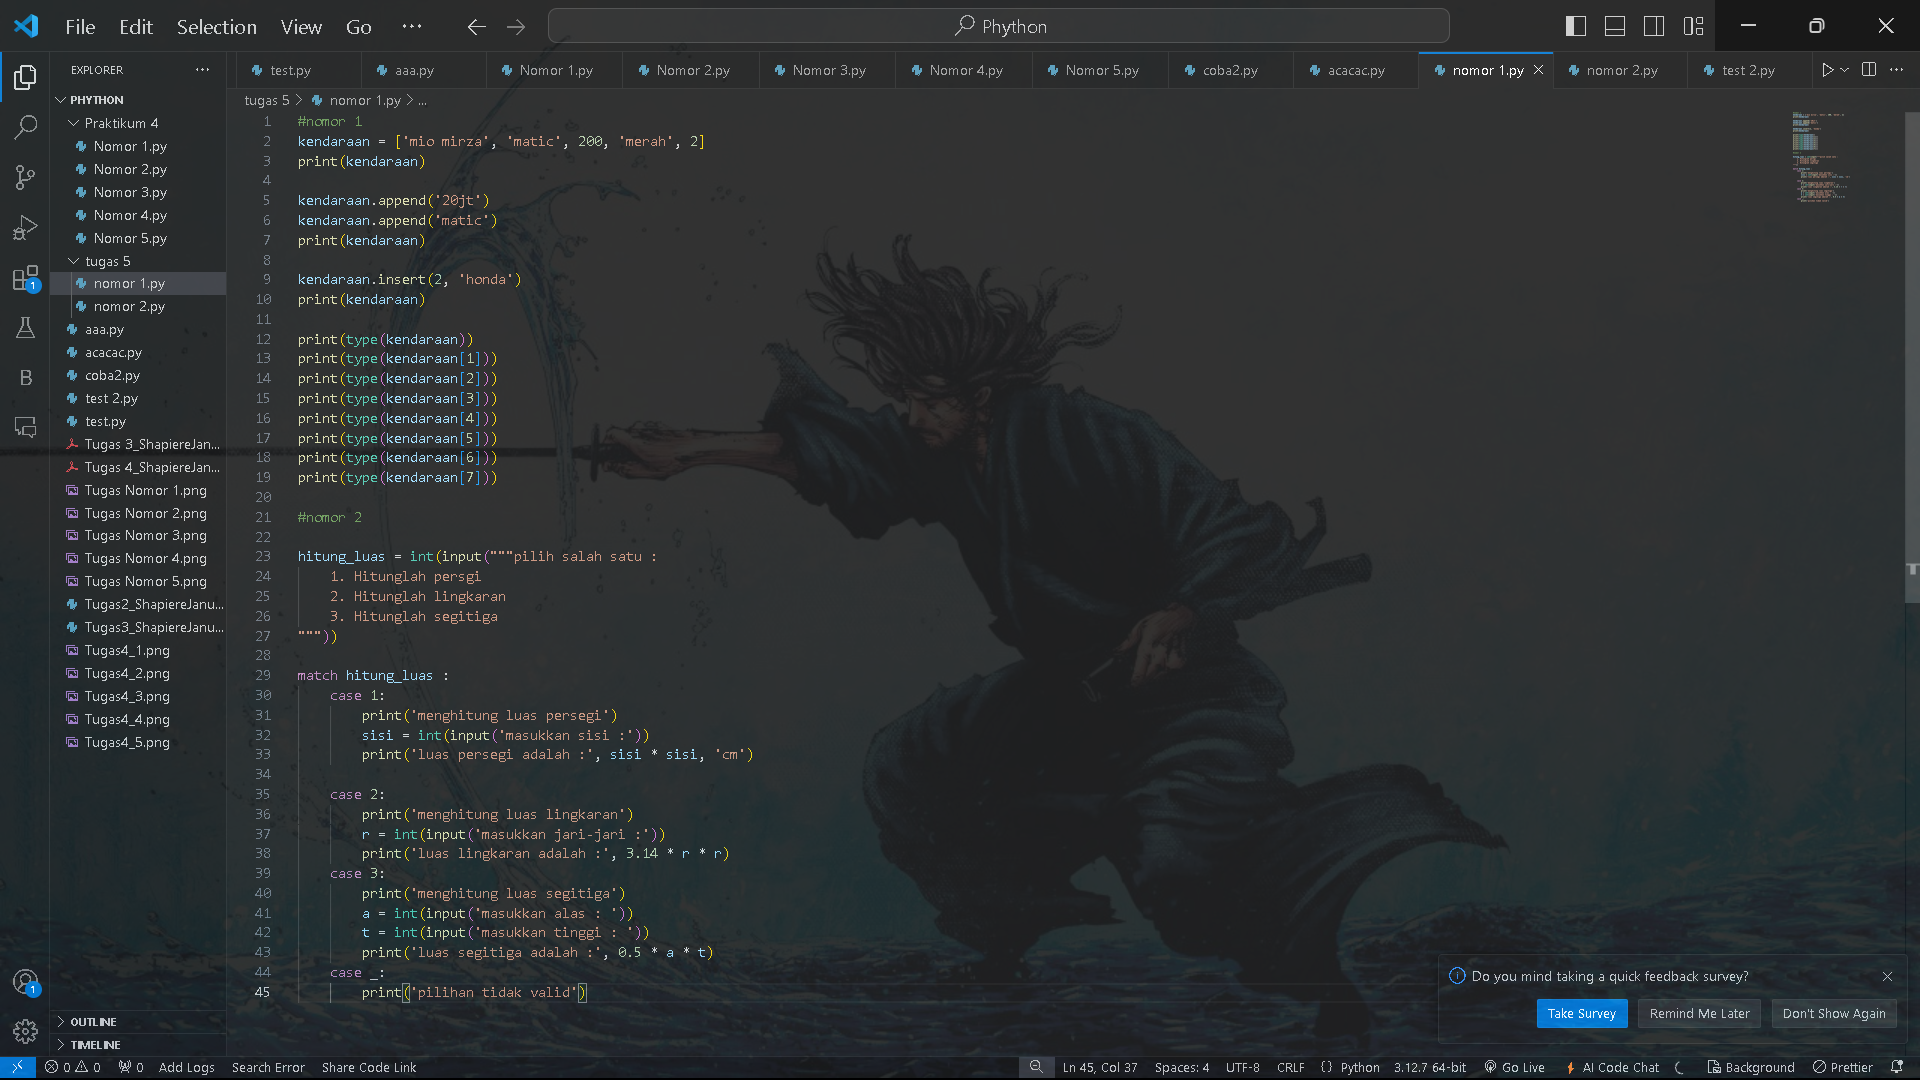 File Edit Selection View Go ··· Phython
EXPLORER ···
test.py aaa.py Nomor 1.py Nomor 2.py Nomor 3.py Nomor 4.py Nomor 5.py coba2.py acacac.py nomor 1.py nomor 2.py test 2.py
PHYTHON
Praktikum 4
Nomor 1.py
Nomor 2.py
Nomor 3.py
Nomor 4.py
Nomor 5.py
tugas 5
nomor 1.py
nomor 2.py
aaa.py
acacac.py
coba2.py
test 2.py
test.py
Tugas 3_ShapiereJan...
Tugas 4_ShapiereJan...
Tugas Nomor 1.png
Tugas Nomor 2.png
Tugas Nomor 3.png
Tugas Nomor 4.png
Tugas Nomor 5.png
Tugas2_ShapiereJanu...
Tugas3_ShapiereJanu...
Tugas4_1.png
Tugas4_2.png
Tugas4_3.png
Tugas4_4.png
Tugas4_5.png
OUTLINE
TIMELINE
tugas 5 > nomor 1.py > ...
1 #nomor 1
2 kendaraan = ['mio mirza', 'matic', 200, 'merah', 2]
3 print(kendaraan)
4
5 kendaraan.append('20jt')
6 kendaraan.append('matic')
7 print(kendaraan)
8
9 kendaraan.insert(2, 'honda')
10 print(kendaraan)
11
12 print(type(kendaraan))
13 print(type(kendaraan[1]))
14 print(type(kendaraan[2]))
15 print(type(kendaraan[3]))
16 print(type(kendaraan[4]))
17 print(type(kendaraan[5]))
18 print(type(kendaraan[6]))
19 print(type(kendaraan[7]))
20
21 #nomor 2
22
23 hitung_luas = int(input("""pilih salah satu :
24     1. Hitunglah persgi
25     2. Hitunglah lingkaran
26     3. Hitunglah segitiga
27 """))
28
29 match hitung_luas :
30     case 1:
31         print('menghitung luas persegi')
32         sisi = int(input('masukkan sisi :'))
33         print('luas persegi adalah :', sisi * sisi, 'cm')
34
35     case 2:
36         print('menghitung luas lingkaran')
37         r = int(input('masukkan jari-jari :'))
38         print('luas lingkaran adalah :', 3.14 * r * r)
39     case 3:
40         print('menghitung luas segitiga')
41         a = int(input('masukkan alas : '))
42         t = int(input('masukkan tinggi : '))
43         print('luas segitiga adalah :', 0.5 * a * t)
44     case _:
45         print('pilihan tidak valid')
Do you mind taking a quick feedback survey?
Take Survey Remind Me Later Don't Show Again
0 0 0 Add Logs Search Error Share Code Link Ln 45, Col 37 Spaces: 4 UTF-8 CRLF {} Python 3.12.7 64-bit Go Live AI Code Chat Background Prettier